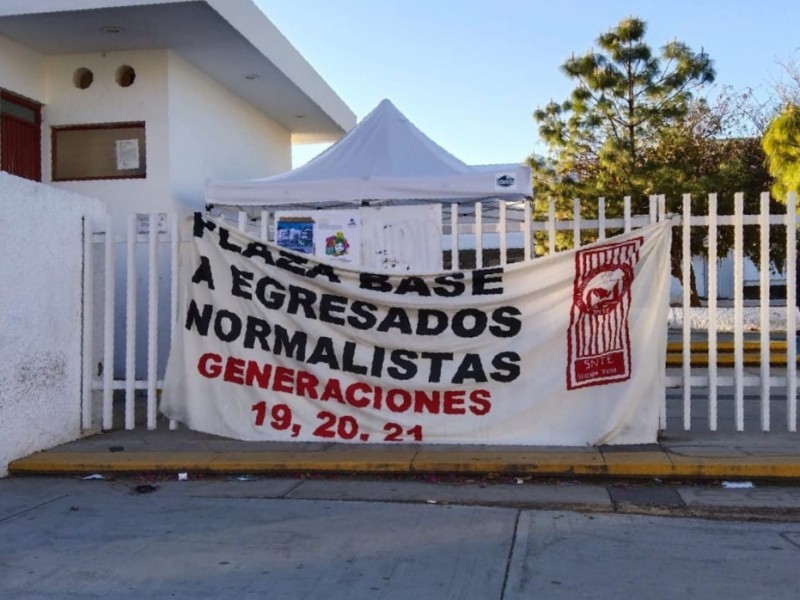 PLAZA BASE
A EGRESADOS
NORMALISTAS
GENERACIONES
19, 20, 21
SNTE